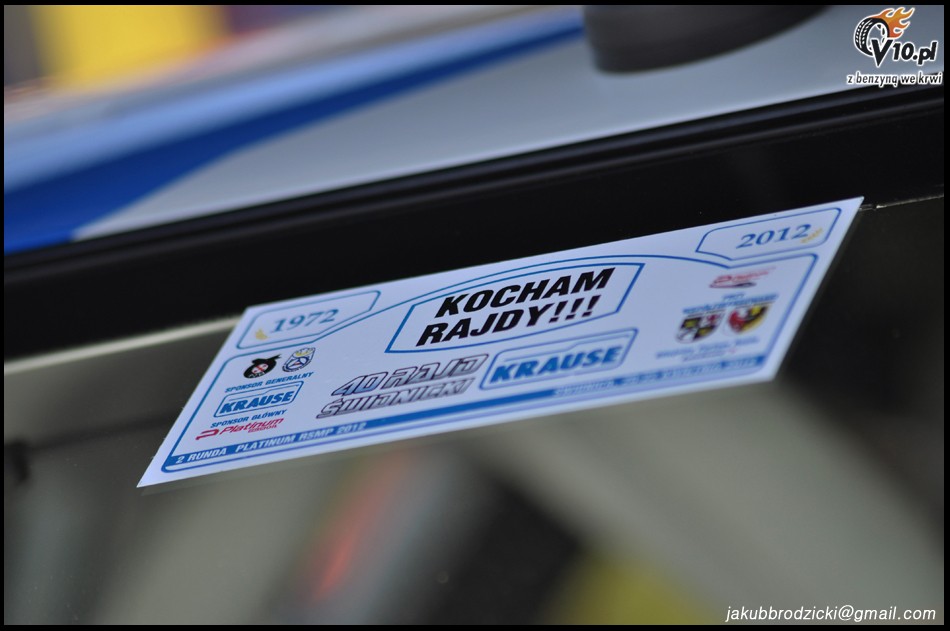 V10.pl
z benzyną we krwi
1972
2012
KOCHAM
RAJDY!!!
SPONSOR GENERALNY
KRAUSE
SPONSOR GŁÓWNY
Platinum
40 RAJD
ŚWIDNICKI
KRAUSE
2 RUNDA PLATINUM RSMP 2012
jakubbrodzicki@gmail.com